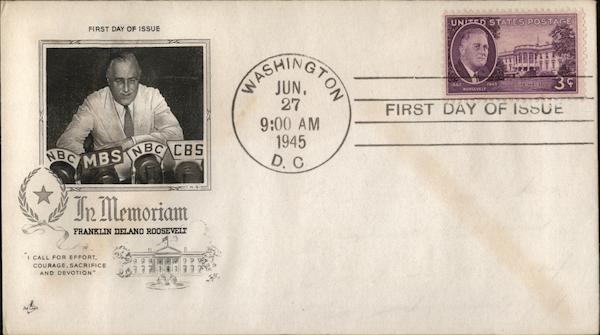 FIRST DAY OF ISSUE
NBC
MBS
NBC
CBS
In Memoriam
FRANKLIN DELANO ROOSEVELT
"I CALL FOR EFFORT,
COURAGE, SACRIFICE
AND DEVOTION"
WASHINGTON
JUN.
27
9:00 AM
1945
D. C
UNITED STATES POSTAGE
ROOSEVELT
3¢
FIRST DAY OF ISSUE